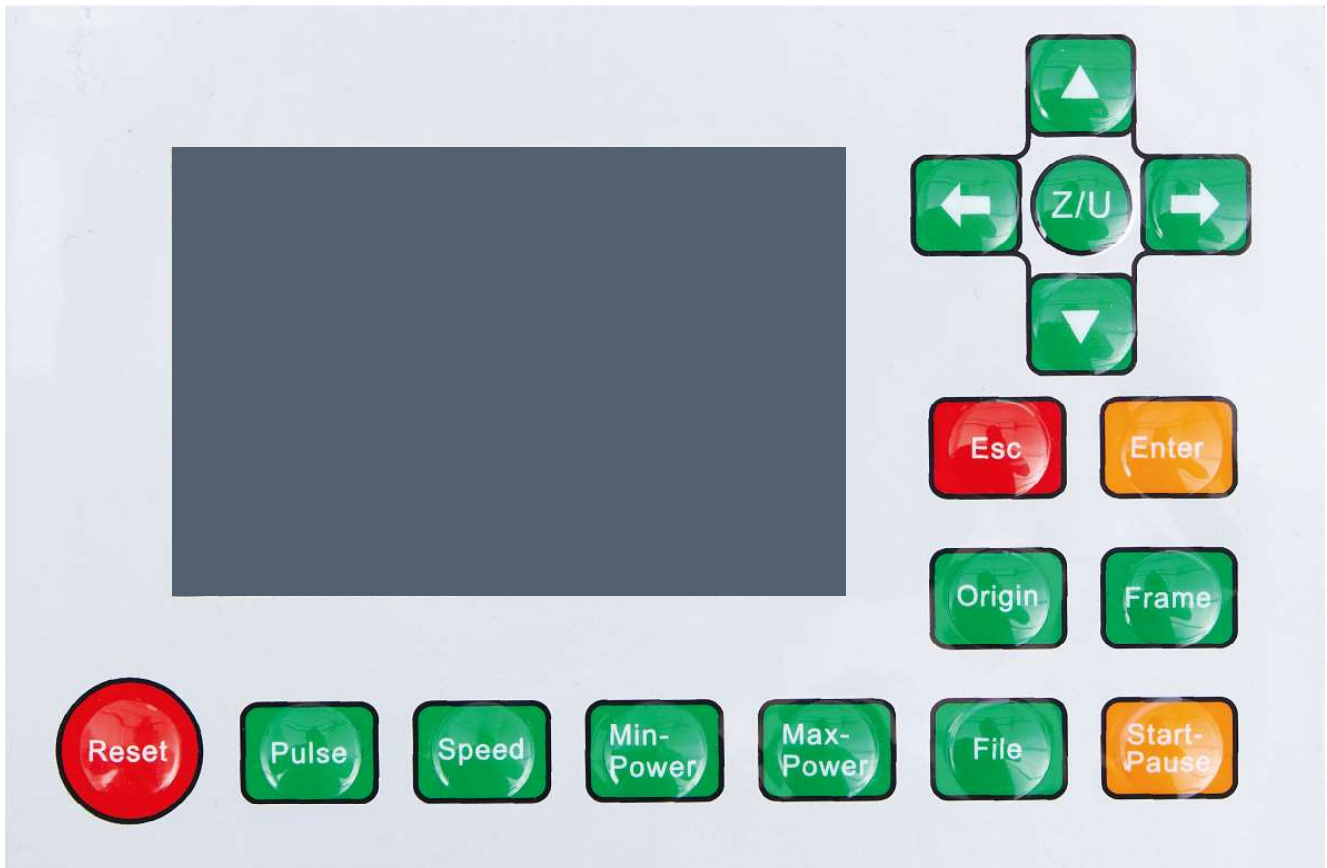 Z/U
Esc
Enter
Origin
Frame
Reset
Pulse
Speed
Min-
Power
Max-
Power
File
Start-
Pause